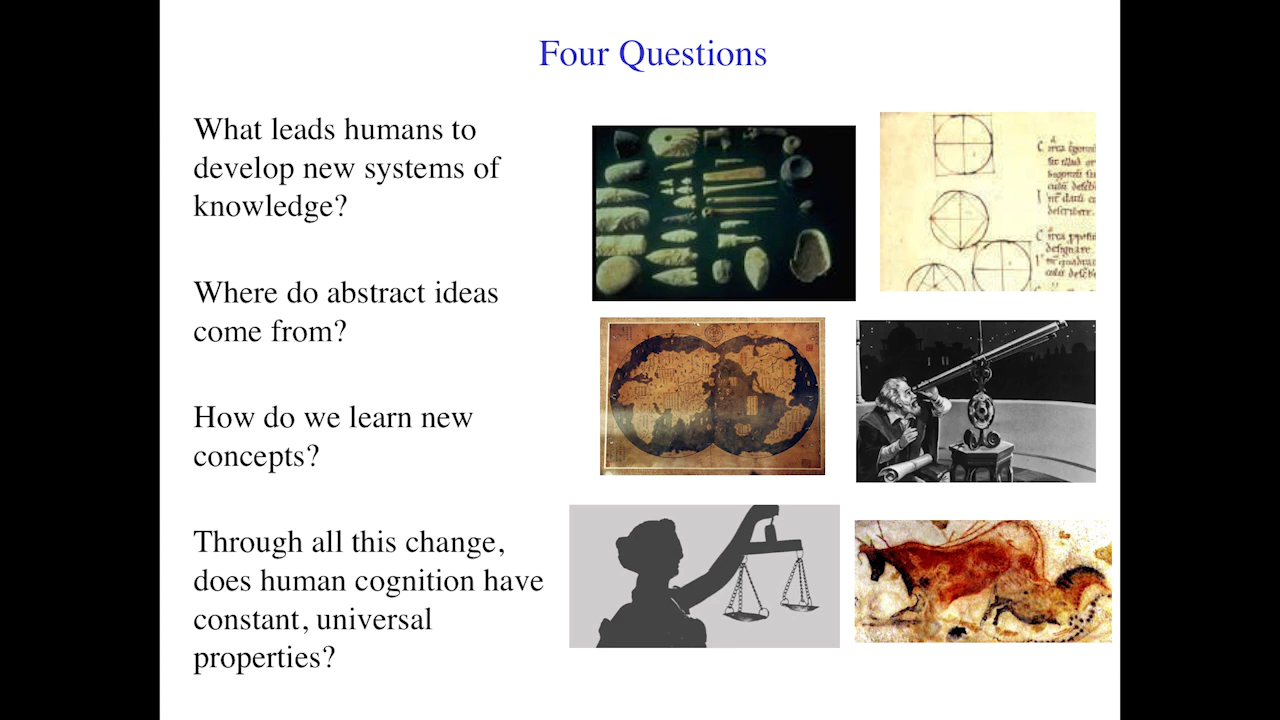 Four Questions
What leads humans to
develop new systems of
knowledge?
Where do abstract ideas
come from?
How do we learn new
concepts?
Through all this change,
does human cognition have
constant, universal
properties?